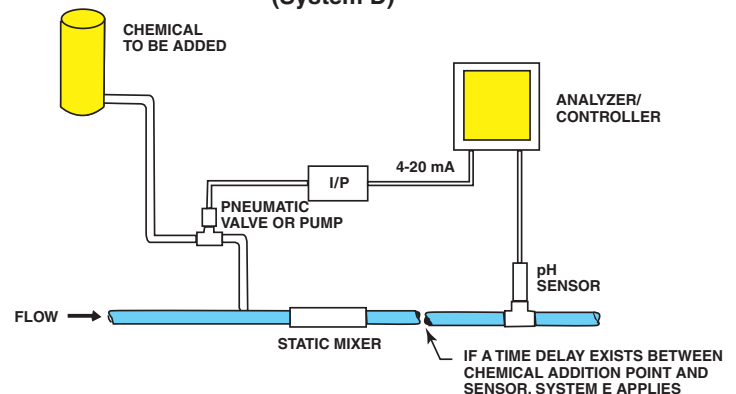 (System D)
CHEMICAL
TO BE ADDED
ANALYZER/
CONTROLLER
4-20 mA
I/P
PNEUMATIC
VALVE OR PUMP
pH
SENSOR
FLOW
STATIC MIXER
IF A TIME DELAY EXISTS BETWEEN
CHEMICAL ADDITION POINT AND
SENSOR, SYSTEM E APPLIES